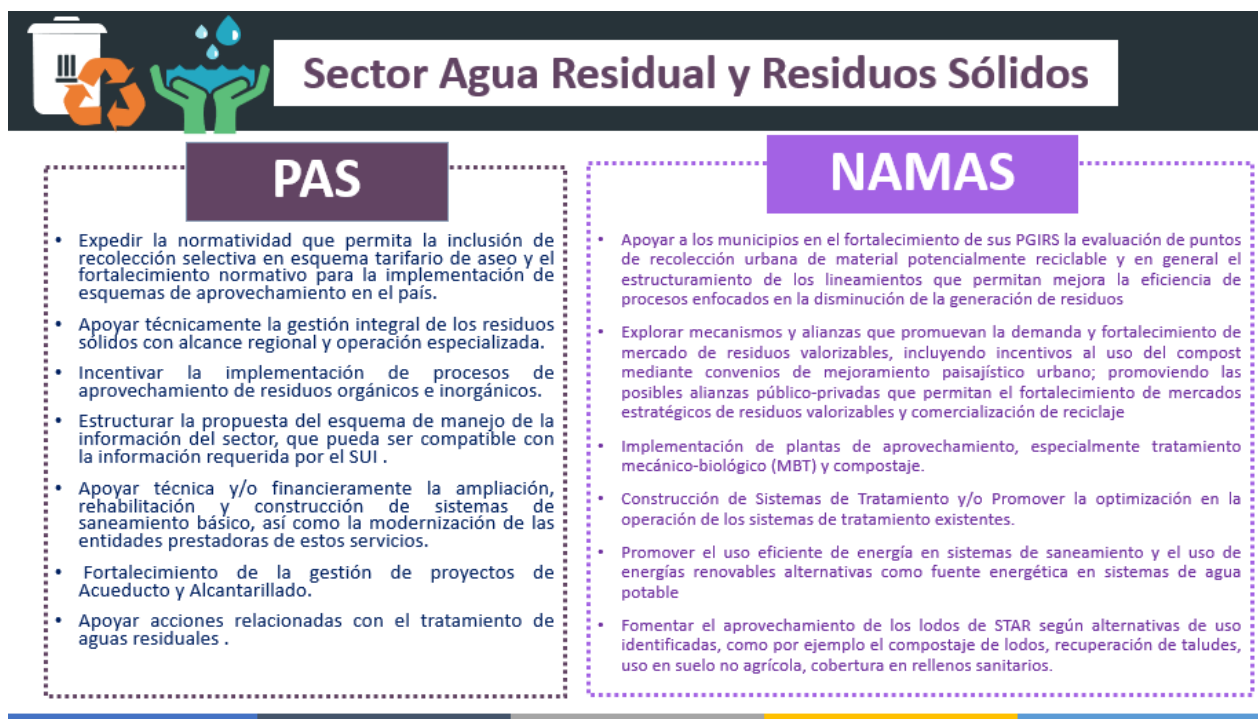 Sector Agua Residual y Residuos Sólidos
PAS
• Expedir la normatividad que permita la inclusión de
recolección selectiva en esquema tarifario de aseo y el
fortalecimiento normativo para la implementación de
esquemas de aprovechamiento en el país.
• Apoyar técnicamente la gestión integral de los residuos
sólidos con alcance regional y operación especializada.
• Incentivar la implementación de procesos de
aprovechamiento de residuos orgánicos e inorgánicos.
• Estructurar la propuesta del esquema de manejo de la
información del sector, que pueda ser compatible con
la información requerida por el SUI .
• Apoyar técnica y/o financieramente la ampliación,
rehabilitación y construcción de sistemas de
saneamiento básico, así como la modernización de las
entidades prestadoras de estos servicios.
• Fortalecimiento de la gestión de proyectos de
Acueducto y Alcantarillado.
• Apoyar acciones relacionadas con el tratamiento de
aguas residuales .
NAMAS
• Apoyar a los municipios en el fortalecimiento de sus PGIRS la evaluación de puntos
de recolección urbana de material potencialmente reciclable y en general el
estructuramiento de los lineamientos que permitan mejora la eficiencia de
procesos enfocados en la disminución de la generación de residuos
• Explorar mecanismos y alianzas que promuevan la demanda y fortalecimiento de
mercado de residuos valorizables, incluyendo incentivos al uso del compost
mediante convenios de mejoramiento paisajístico urbano; promoviendo las
posibles alianzas público-privadas que permitan el fortalecimiento de mercados
estratégicos de residuos valorizables y comercialización de reciclaje
• Implementación de plantas de aprovechamiento, especialmente tratamiento
mecánico-biológico (MBT) y compostaje.
• Construcción de Sistemas de Tratamiento y/o Promover la optimización en la
operación de los sistemas de tratamiento existentes.
• Promover el uso eficiente de energía en sistemas de saneamiento y el uso de
energías renovables alternativas como fuente energética en sistemas de agua
potable
• Fomentar el aprovechamiento de los lodos de STAR según alternativas de uso
identificadas, como por ejemplo el compostaje de lodos, recuperación de taludes,
uso en suelo no agrícola, cobertura en rellenos sanitarios.